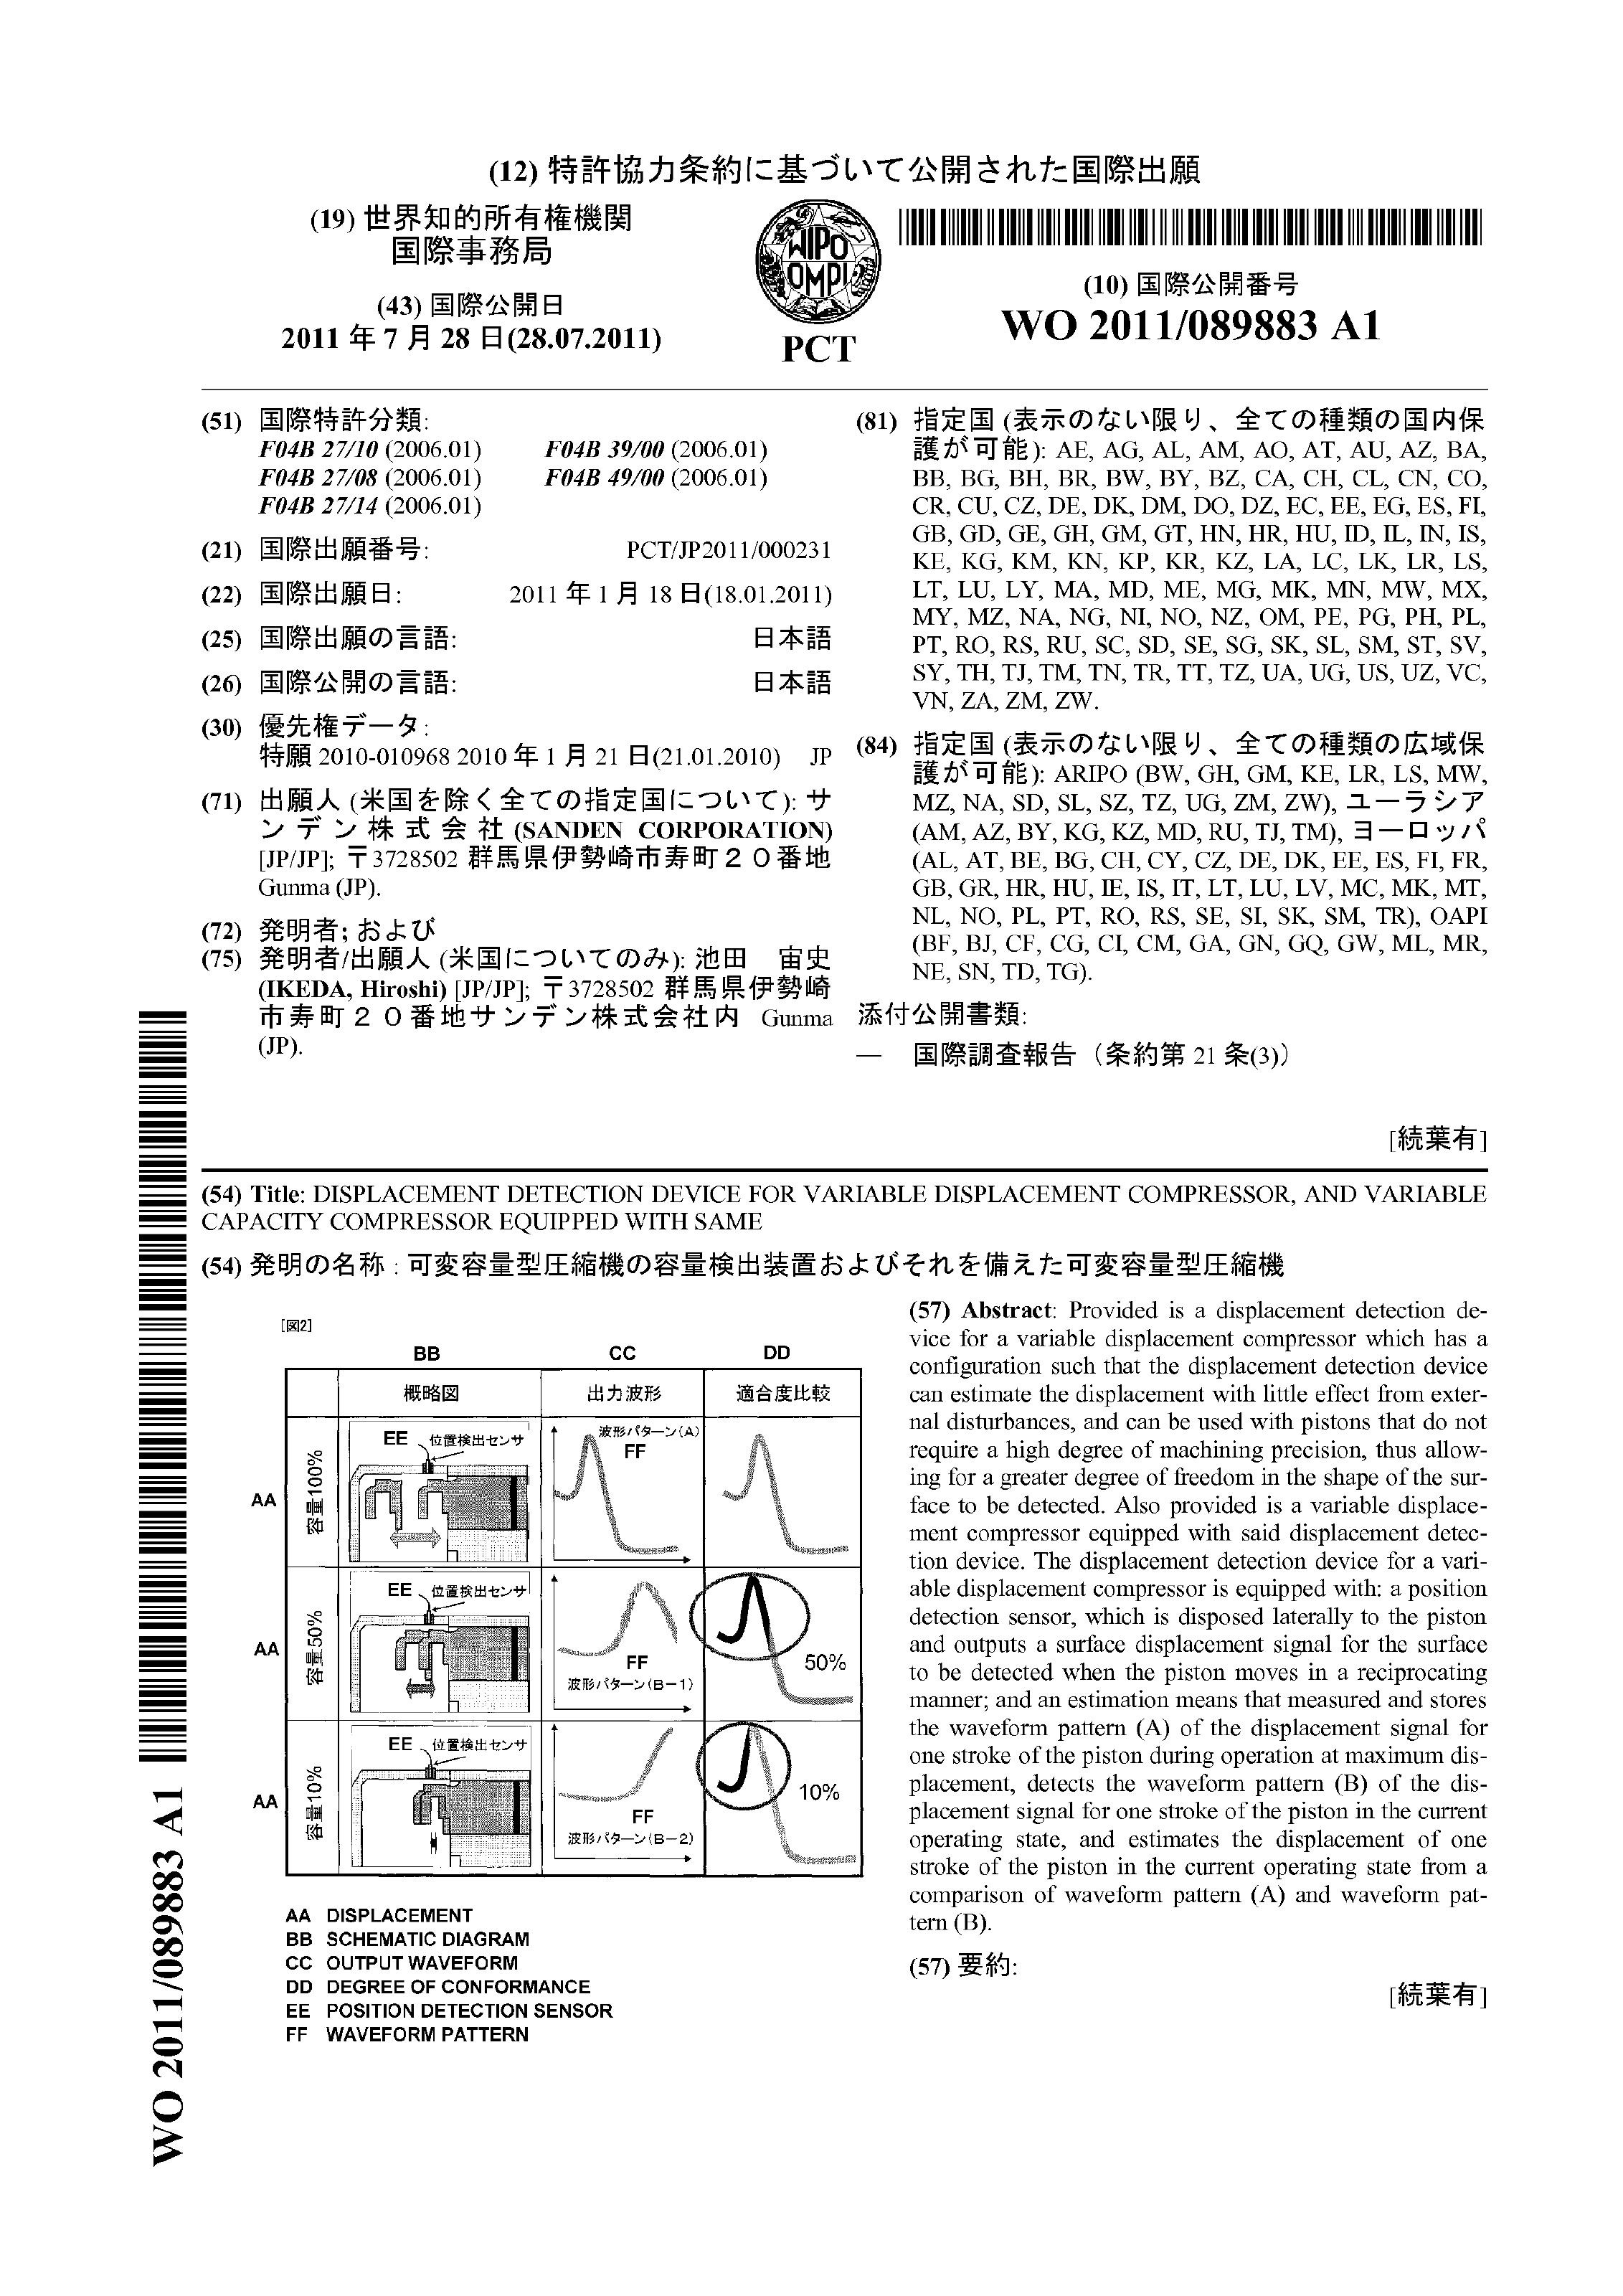 (12) 特許協力条約に基づいて公開された国際出願
(19) 世界知的所有権機関
国際事務局
(43) 国際公開日
2011 年 7 月 28 日(28.07.2011)
WIPO
OMPI
PCT
(10) 国際公開番号
WO 2011/089883 A1
(51) 国際特許分類:
F04B 27/10 (2006.01) F04B 39/00 (2006.01)
F04B 27/08 (2006.01) F04B 49/00 (2006.01)
F04B 27/14 (2006.01)
(21) 国際出願番号: PCT/JP2011/000231
(22) 国際出願日: 2011 年 1 月 18 日(18.01.2011)
(25) 国際出願の言語: 日本語
(26) 国際公開の言語: 日本語
(30) 優先権データ:
特願 2010-010968 2010 年 1 月 21 日(21.01.2010) JP
(71) 出願人 (米国を除く全ての指定国について): サ
ンデン株式会社 (SANDEN CORPORATION)
[JP/JP]; 〒3728502 群馬県伊勢崎市寿町２０番地
Gunma (JP).
(72) 発明者; および
(75) 発明者/出願人 (米国についてのみ): 池田 宙史
(IKEDA, Hiroshi) [JP/JP]; 〒3728502 群馬県伊勢崎
市寿町２０番地サンデン株式会社内 Gunma
(JP).
(81) 指定国 (表示のない限り、全ての種類の国内保
護が可能): AE, AG, AL, AM, AO, AT, AU, AZ, BA,
BB, BG, BH, BR, BW, BY, BZ, CA, CH, CL, CN, CO,
CR, CU, CZ, DE, DK, DM, DO, DZ, EC, EE, EG, ES, FI,
GB, GD, GE, GH, GM, GT, HN, HR, HU, ID, IL, IN, IS,
KE, KG, KM, KN, KP, KR, KZ, LA, LC, LK, LR, LS,
LT, LU, LY, MA, MD, ME, MG, MK, MN, MW, MX,
MY, MZ, NA, NG, NI, NO, NZ, OM, PE, PG, PH, PL,
PT, RO, RS, RU, SC, SD, SE, SG, SK, SL, SM, ST, SV,
SY, TH, TJ, TM, TN, TR, TT, TZ, UA, UG, US, UZ, VC,
VN, ZA, ZM, ZW.
(84) 指定国 (表示のない限り、全ての種類の広域保
護が可能): ARIPO (BW, GH, GM, KE, LR, LS, MW,
MZ, NA, SD, SL, SZ, TZ, UG, ZM, ZW), ユーラシア
(AM, AZ, BY, KG, KZ, MD, RU, TJ, TM), ヨーロッパ
(AL, AT, BE, BG, CH, CY, CZ, DE, DK, EE, ES, FI, FR,
GB, GR, HR, HU, IE, IS, IT, LT, LU, LV, MC, MK, MT,
NL, NO, PL, PT, RO, RS, SE, SI, SK, SM, TR), OAPI
(BF, BJ, CF, CG, CI, CM, GA, GN, GQ, GW, ML, MR,
NE, SN, TD, TG).
添付公開書類:
— 国際調査報告（条約第 21 条(3)）
[続葉有]
(54) Title: DISPLACEMENT DETECTION DEVICE FOR VARIABLE DISPLACEMENT COMPRESSOR, AND VARIABLE
CAPACITY COMPRESSOR EQUIPPED WITH SAME
(54) 発明の名称 : 可変容量型圧縮機の容量検出装置およびそれを備えた可変容量型圧縮機
[図2]
BB CC DD
概略図 出力波形 適合度比較
AA 容量100% EE 位置検出センサ 波形パターン(A) FF
AA 容量50% EE 位置検出センサ FF 波形パターン(B-1) 50%
AA 容量10% EE 位置検出センサ FF 波形パターン(B-2) 10%
AA DISPLACEMENT
BB SCHEMATIC DIAGRAM
CC OUTPUT WAVEFORM
DD DEGREE OF CONFORMANCE
EE POSITION DETECTION SENSOR
FF WAVEFORM PATTERN
(57) Abstract: Provided is a displacement detection de-
vice for a variable displacement compressor which has a
configuration such that the displacement detection device
can estimate the displacement with little effect from exter-
nal disturbances, and can be used with pistons that do not
require a high degree of machining precision, thus allow-
ing for a greater degree of freedom in the shape of the sur-
face to be detected. Also provided is a variable displace-
ment compressor equipped with said displacement detec-
tion device. The displacement detection device for a vari-
able displacement compressor is equipped with: a position
detection sensor, which is disposed laterally to the piston
and outputs a surface displacement signal for the surface
to be detected when the piston moves in a reciprocating
manner; and an estimation means that measured and stores
the waveform pattern (A) of the displacement signal for
one stroke of the piston during operation at maximum dis-
placement, detects the waveform pattern (B) of the dis-
placement signal for one stroke of the piston in the current
operating state, and estimates the displacement of one
stroke of the piston in the current operating state from a
comparison of waveform pattern (A) and waveform pat-
tern (B).
(57) 要約:
[続葉有]
WO 2011/089883 A1